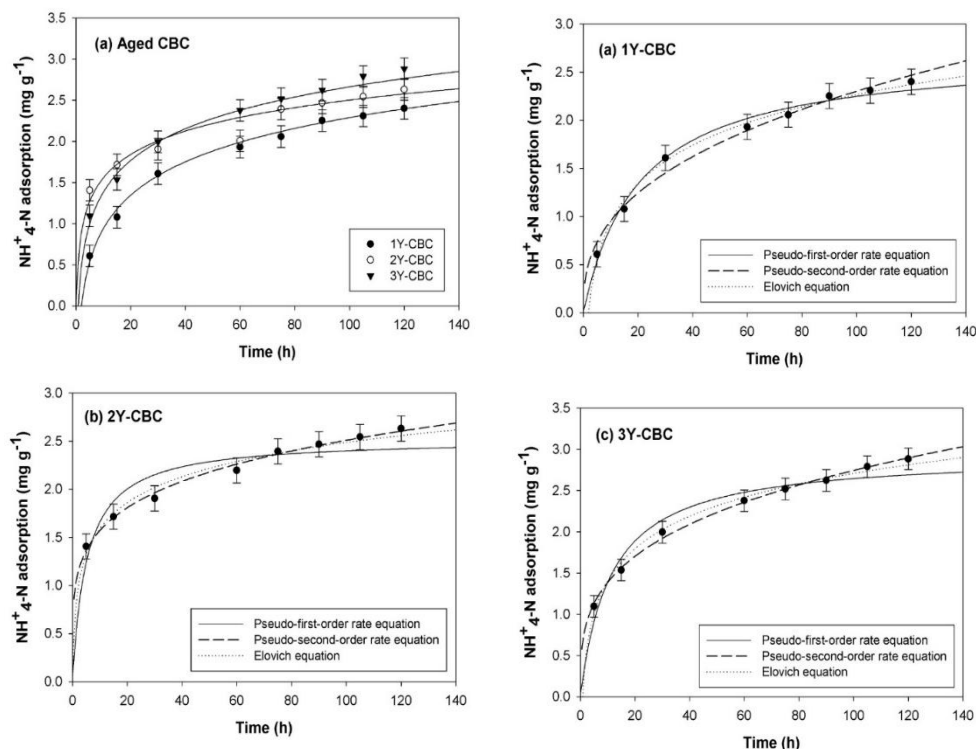 (a) Aged CBC
NH⁺₄-N adsorption (mg g⁻¹)
3.5
3.0
2.5
2.0
1.5
1.0
0.5
0.0
1Y-CBC
2Y-CBC
3Y-CBC
0 20 40 60 80 100 120 140
Time (h)
(a) 1Y-CBC
NH⁺₄-N adsorption (mg g⁻¹)
3.0
2.5
2.0
1.5
1.0
0.5
0.0
Pseudo-first-order rate equation
Pseudo-second-order rate equation
Elovich equation
0 20 40 60 80 100 120 140
Time (h)
(b) 2Y-CBC
NH⁺₄-N adsorption (mg g⁻¹)
3.0
2.5
2.0
1.5
1.0
0.5
0.0
Pseudo-first-order rate equation
Pseudo-second-order rate equation
Elovich equation
0 20 40 60 80 100 120 140
Time (h)
(c) 3Y-CBC
NH⁺₄-N adsorption (mg g⁻¹)
3.5
3.0
2.5
2.0
1.5
1.0
0.5
0.0
Pseudo-first-order rate equation
Pseudo-second-order rate equation
Elovich equation
0 20 40 60 80 100 120 140
Time (h)